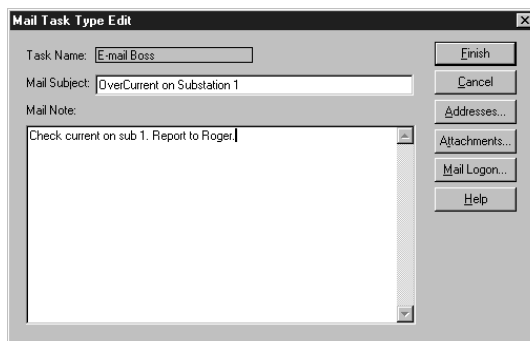 Mail Task Type Edit
Task Name: E-mail Boss
Mail Subject: OverCurrent on Substation 1
Mail Note:
Check current on sub 1. Report to Roger.
Finish
Cancel
Addresses...
Attachments...
Mail Logon...
Help